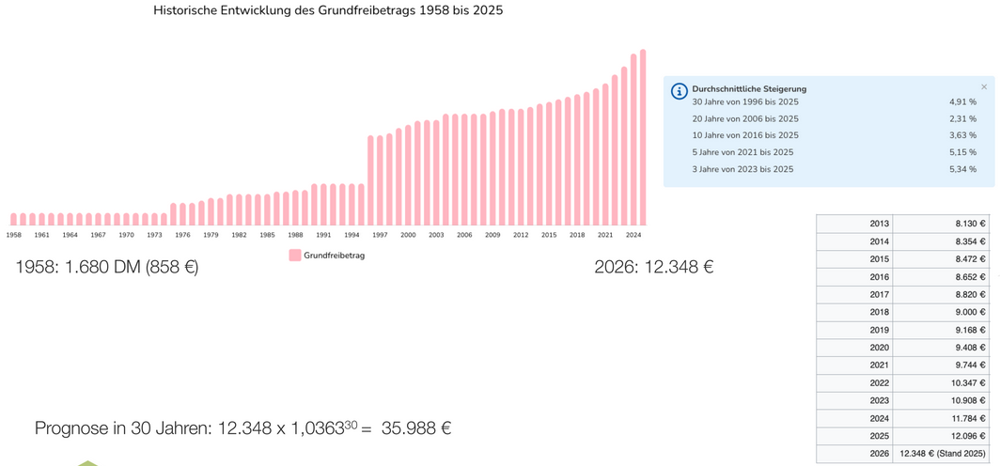 Historische Entwicklung des Grundfreibetrags 1958 bis 2025
Durchschnittliche Steigerung
30 Jahre von 1996 bis 2025 4,91 %
20 Jahre von 2006 bis 2025 2,31 %
10 Jahre von 2016 bis 2025 3,63 %
5 Jahre von 2021 bis 2025 5,15 %
3 Jahre von 2023 bis 2025 5,34 %
1958 1961 1964 1967 1970 1973 1976 1979 1982 1985 1988 1991 1994 1997 2000 2003 2006 2009 2012 2015 2018 2021 2024
Grundfreibetrag
1958: 1.680 DM (858 €)
2026: 12.348 €
2013 8.130 €
2014 8.354 €
2015 8.472 €
2016 8.652 €
2017 8.820 €
2018 9.000 €
2019 9.168 €
2020 9.408 €
2021 9.744 €
2022 10.347 €
2023 10.908 €
2024 11.784 €
2025 12.096 €
2026 12.348 € (Stand 2025)
Prognose in 30 Jahren: 12.348 x 1,0363³⁰ = 35.988 €